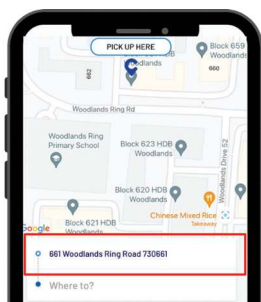 PICK UP HERE
Block 659
Woodlands
Woodlands
662
660
Woodlands Ring Rd
Woodlands Ring
Primary School
Block 623 HDB
Woodlands
Woodlands Drive 52
Block 620 HDB
Woodlands
Chinese Mixed Rice
Takeaway
Block 621 HDB
Woodlands
Google
661 Woodlands Ring Road 730661
Where to?